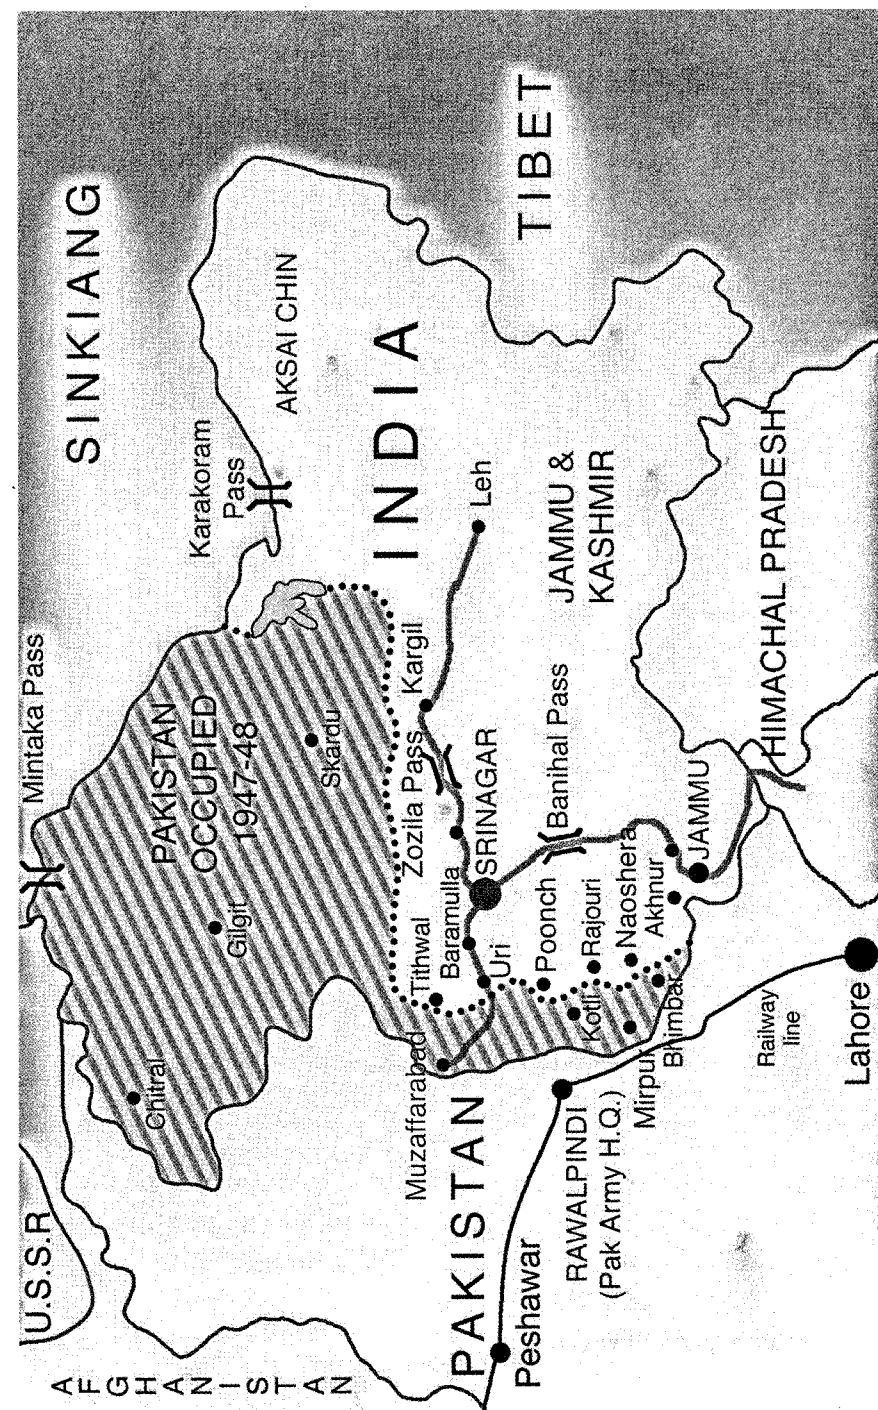 U.S.S.R
Mintaka Pass
SINKIANG
AFGHANISTAN
Chitral
Gilgit
PAKISTAN
OCCUPIED
1947-48
Skardu
Karakoram
Pass
AKSAI CHIN
INDIA
TIBET
Muzaffarabad
Tithwal
Baramulla
Uri
Zozila Pass
Kargil
Leh
SRINAGAR
PAKISTAN
Peshawar
RAWALPINDI
(Pak Army H.Q.)
Poonch
Kotli
Rajouri
Naoshera
Mirpur
Bhimbar
Akhnur
Banihal Pass
JAMMU &
KASHMIR
JAMMU
HIMACHAL PRADESH
Railway
line
Lahore